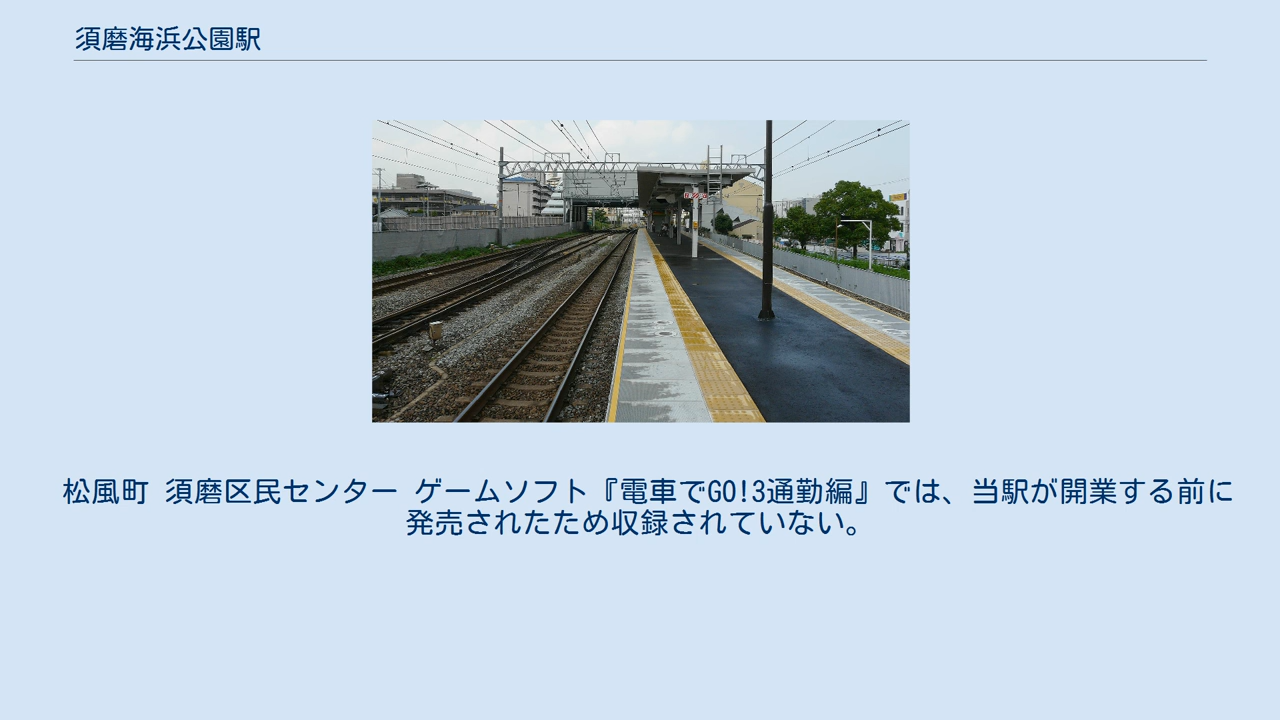 須磨海浜公園駅
松風町 須磨区民センター ゲームソフト『電車でGO!3通勤編』では、当駅が開業する前に
発売されたため収録されていない。